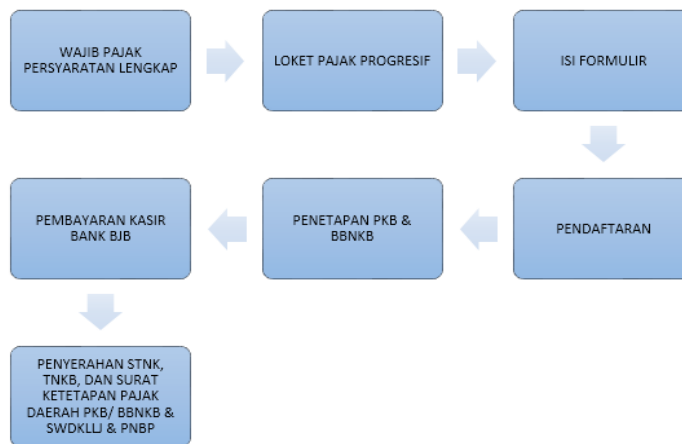 WAJIB PAJAK
PERSYARATAN LENGKAP
LOKET PAJAK PROGRESIF
ISI FORMULIR
PENDAFTARAN
PENETAPAN PKB &
BBNKB
PEMBAYARAN KASIR
BANK BJB
PENYERAHAN STNK,
TNKB, DAN SURAT
KETETAPAN PAJAK
DAERAH PKB/ BBNKB &
SWDKLLJ & PNBP